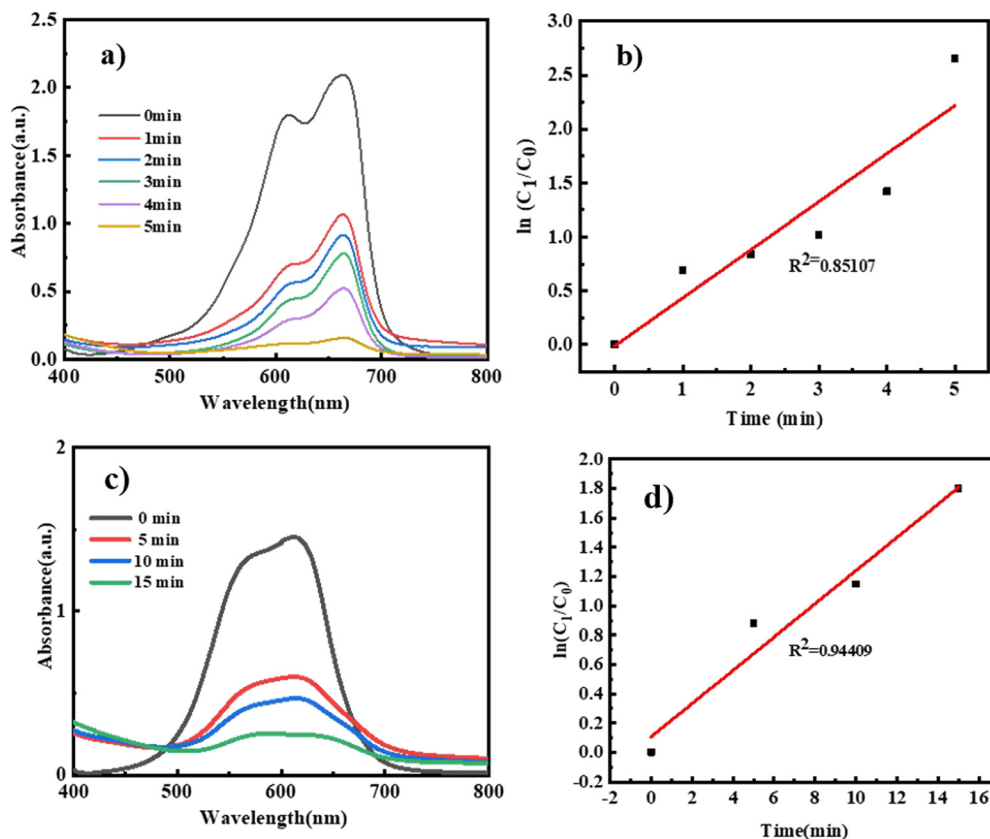 a)
2.5
2.0
1.5
1.0
0.5
0.0
Absorbance(a.u.)
0min
1min
2min
3min
4min
5min
400
500
600
700
800
Wavelength(nm)
b)
3.0
2.5
2.0
1.5
1.0
0.5
0.0
ln (C1/C0)
R2=0.85107
0
1
2
3
4
5
Time (min)
c)
2
1
0
Absorbance(a.u.)
0 min
5 min
10 min
15 min
400
500
600
700
800
Wavelength(nm)
d)
2.0
1.8
1.6
1.4
1.2
1.0
0.8
0.6
0.4
0.2
0.0
-0.2
ln(C1/C0)
R2=0.94409
-2
0
2
4
6
8
10
12
14
16
Time(min)